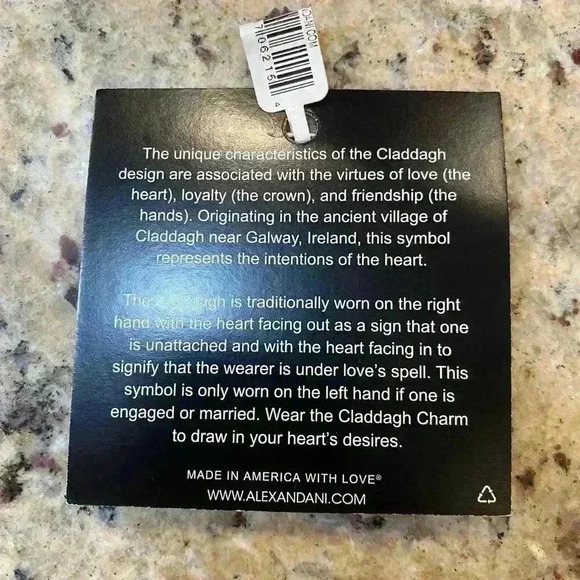 DANI.COM
706215
4
The unique characteristics of the Claddagh
design are associated with the virtues of love (the
heart), loyalty (the crown), and friendship (the
hands). Originating in the ancient village of
Claddagh near Galway, Ireland, this symbol
represents the intentions of the heart.
The Claddagh is traditionally worn on the right
hand with the heart facing out as a sign that one
is unattached and with the heart facing in to
signify that the wearer is under love's spell. This
symbol is only worn on the left hand if one is
engaged or married. Wear the Claddagh Charm
to draw in your heart's desires.
MADE IN AMERICA WITH LOVE®
WWW.ALEXANDANI.COM